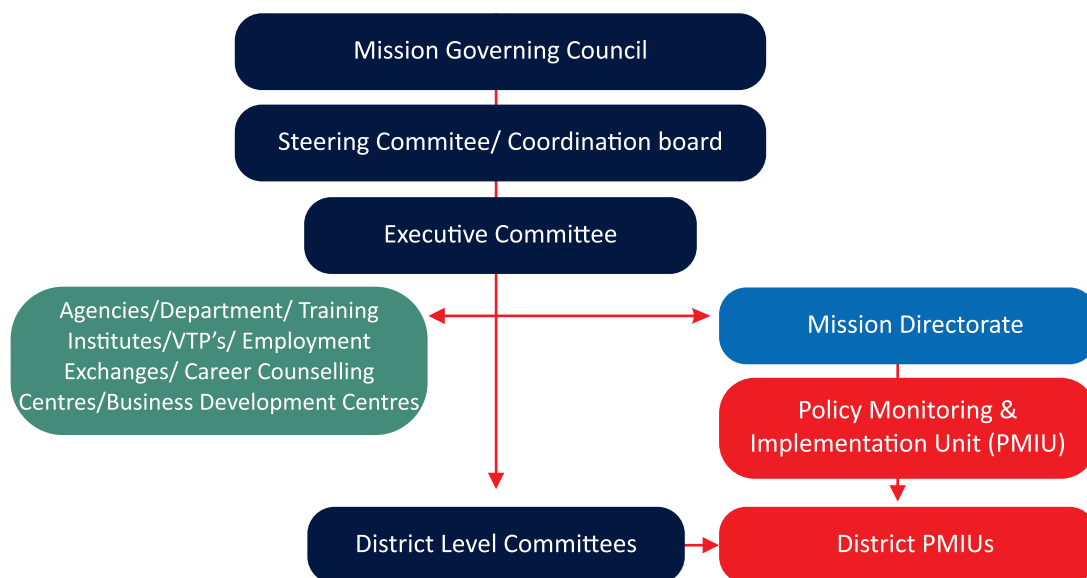 Mission Governing Council
Steering Commitee/ Coordination board
Executive Committee
Agencies/Department/ Training
Institutes/VTP's/ Employment
Exchanges/ Career Counselling
Centres/Business Development Centres
Mission Directorate
Policy Monitoring &
Implementation Unit (PMIU)
District Level Committees
District PMIUs